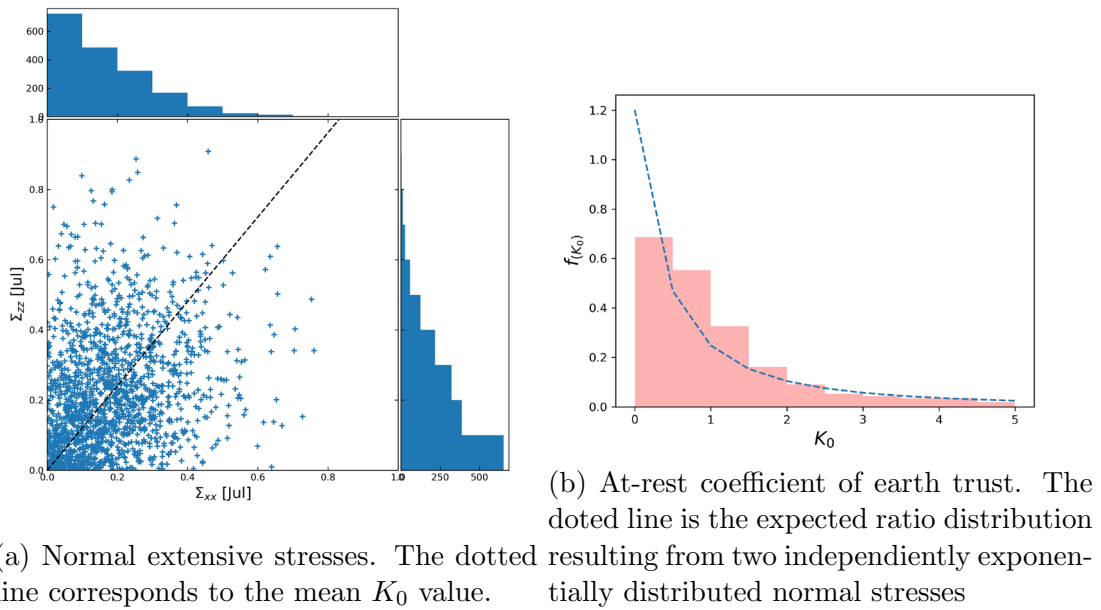 600
400
200
0
1.0
0.8
0.6
0.4
0.2
0.0
Σzz [Jul]
0.0 0.2 0.4 0.6 0.8 1.0
Σxx [Jul]
0 250 500
1.2
1.0
0.8
0.6
0.4
0.2
0.0
f(K0)
0 1 2 3 4 5
K0
(a) Normal extensive stresses. The dotted
line corresponds to the mean K0 value.
(b) At-rest coefficient of earth trust. The
doted line is the expected ratio distribution
resulting from two independently exponen-
tially distributed normal stresses